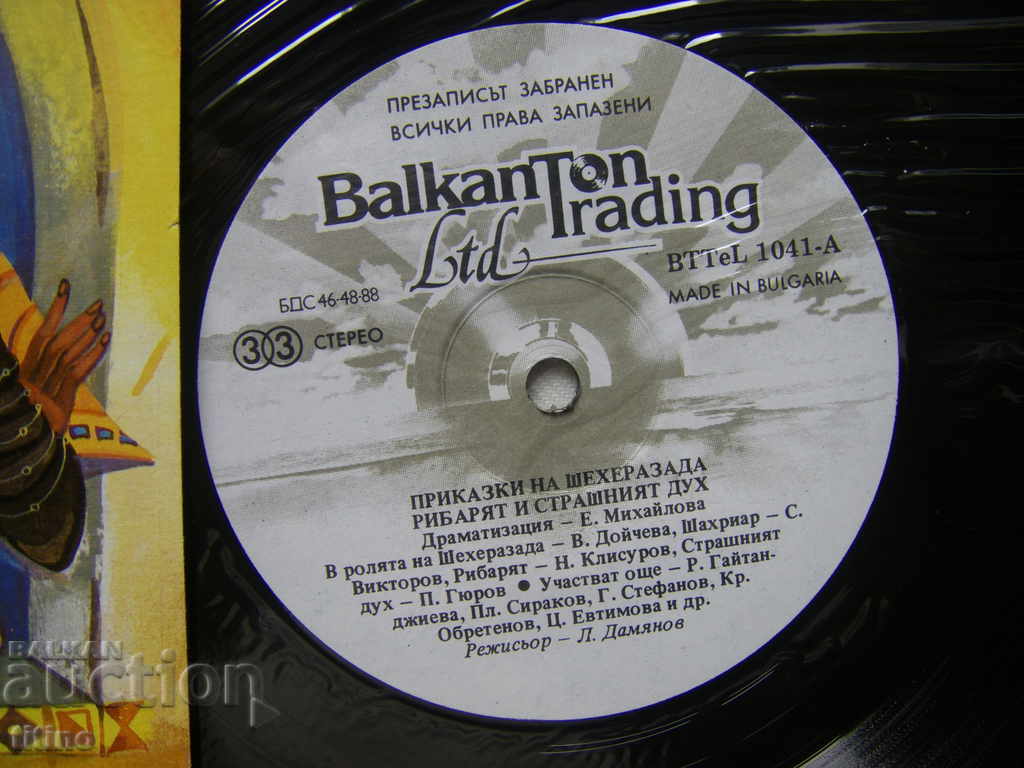 ПРЕЗАПИСЪТ ЗАБРАНЕН
ВСИЧКИ ПРАВА ЗАПАЗЕНИ
BalkanTon
Trading
Ltd
BTTeL 1041-A
MADE IN BULGARIA
БДС 46-48-88
33 СТЕРЕО
ПРИКАЗКИ НА ШЕХЕРАЗАДА
РИБАРЯТ И СТРАШНИЯТ ДУХ
Драматизация – Е. Михайлова
В ролята на Шехеразада – В. Дойчева, Шахриар – С.
Викторов, Рибарят – Н. Клисуров, Страшният
дух – П. Гюров ● Участват още – Р. Гайтан-
джиева, Пл. Сираков, Г. Стефанов, Кр.
Обретенов, Ц. Евтимова и др.
Режисьор – Л. Дамянов
BALKAN
auction
titino